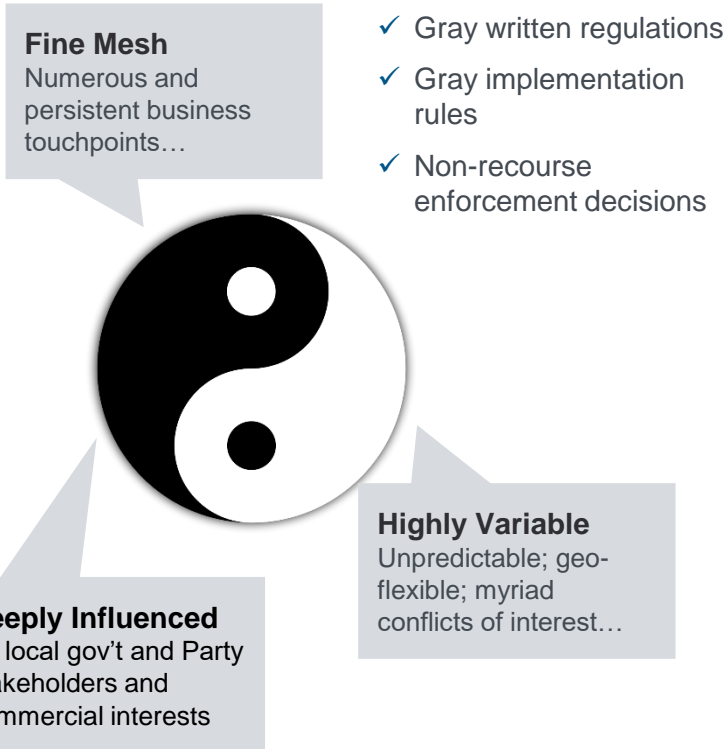 Fine Mesh
Numerous and
persistent business
touchpoints…
✓ Gray written regulations
✓ Gray implementation
rules
✓ Non-recourse
enforcement decisions
Highly Variable
Unpredictable; geo-
flexible; myriad
conflicts of interest…
eeply Influenced
local gov't and Party
akeholders and
mmercial interests